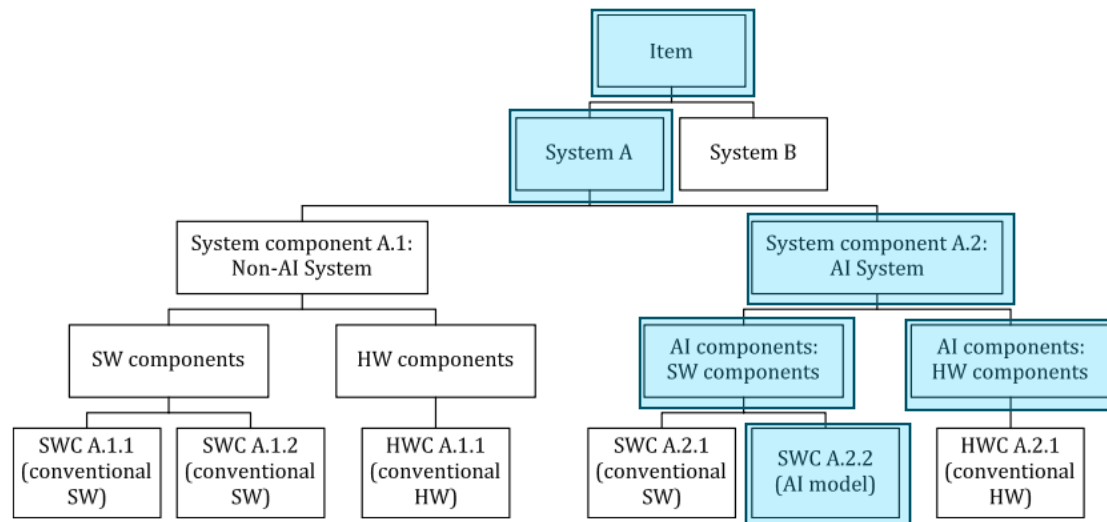 Item
System A
System B
System component A.1:
Non-AI System
System component A.2:
AI System
SW components
HW components
AI components:
SW components
AI components:
HW components
SWC A.1.1
(conventional
SW)
SWC A.1.2
(conventional
SW)
HWC A.1.1
(conventional
HW)
SWC A.2.1
(conventional
SW)
SWC A.2.2
(AI model)
HWC A.2.1
(conventional
HW)